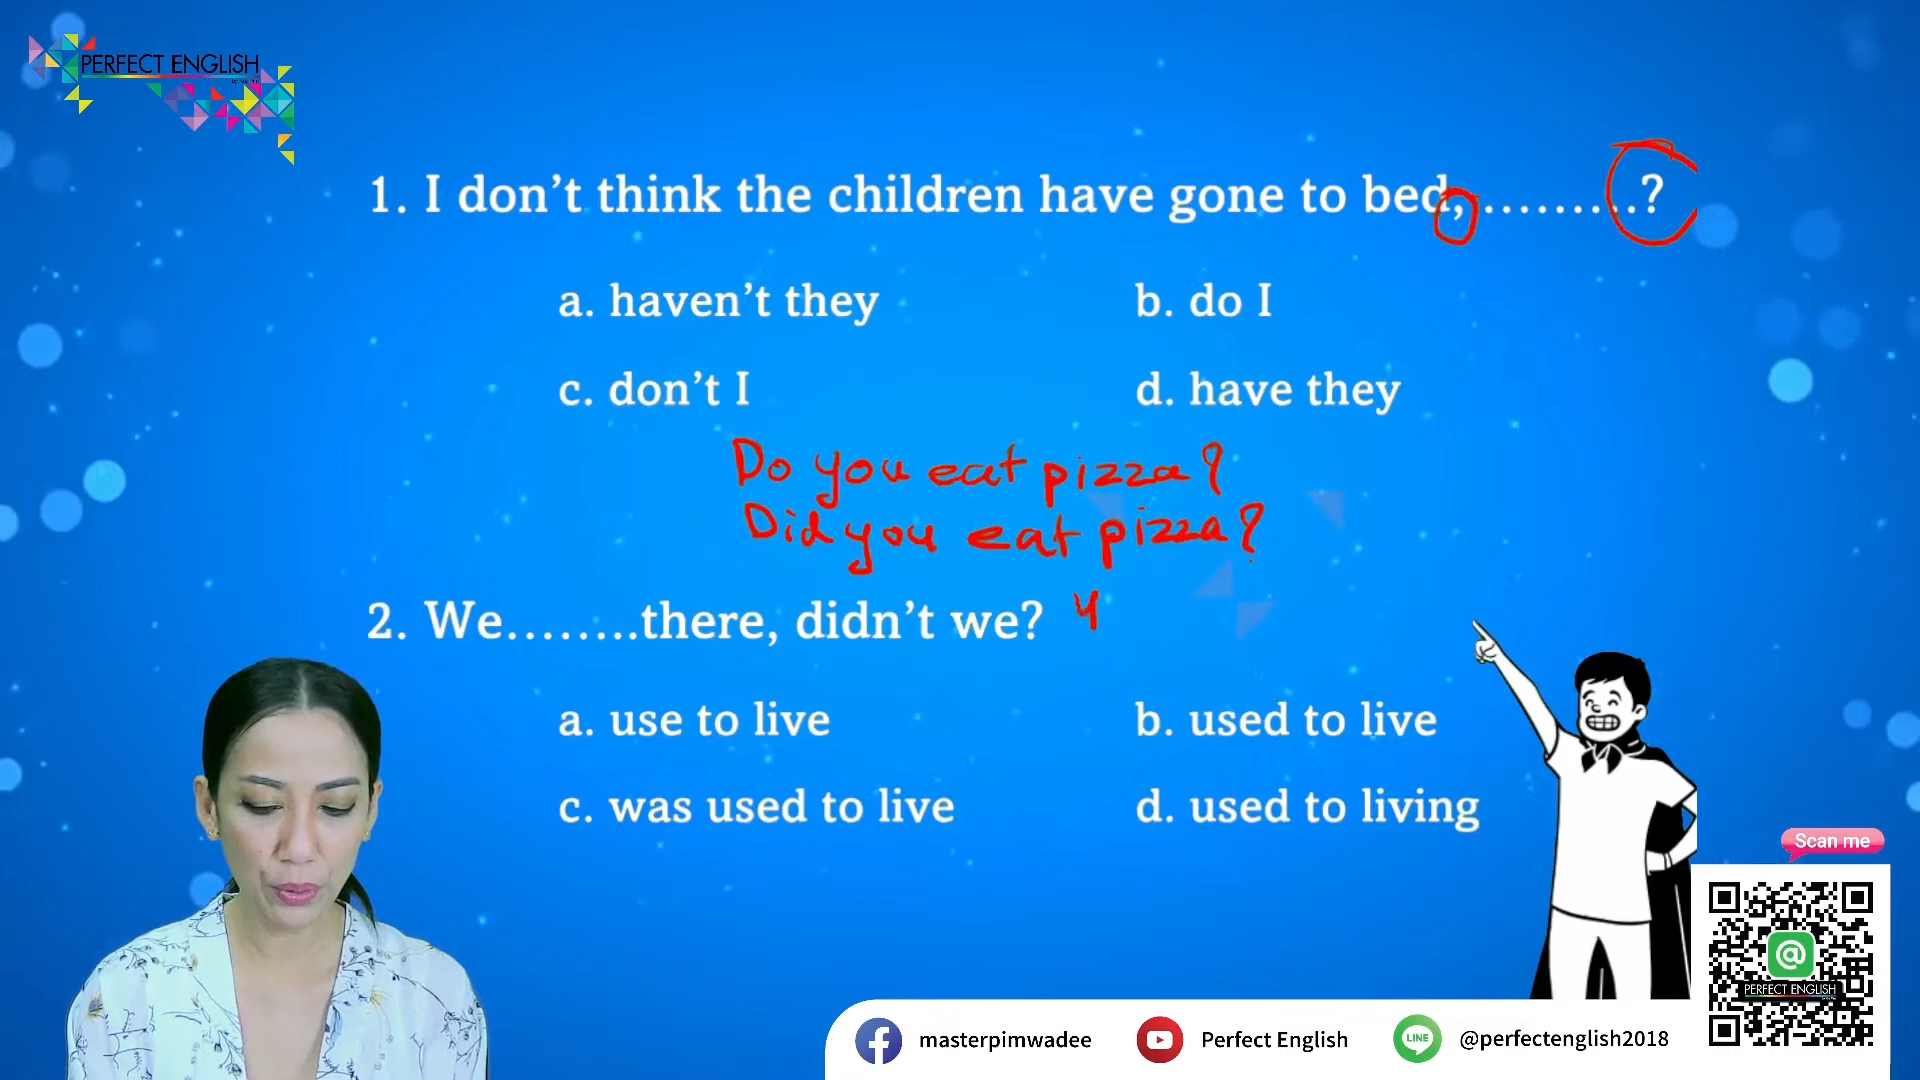 PERFECT ENGLISH
1. I don't think the children have gone to bed, ..........?
a. haven't they
b. do I
c. don't I
d. have they
Do you eat pizza?
Did you eat pizza?
2. We........there, didn't we?
a. use to live
b. used to live
c. was used to live
d. used to living
Scan me
PERFECT ENGLISH
masterpimwadee
Perfect English
LINE
@perfectenglish2018